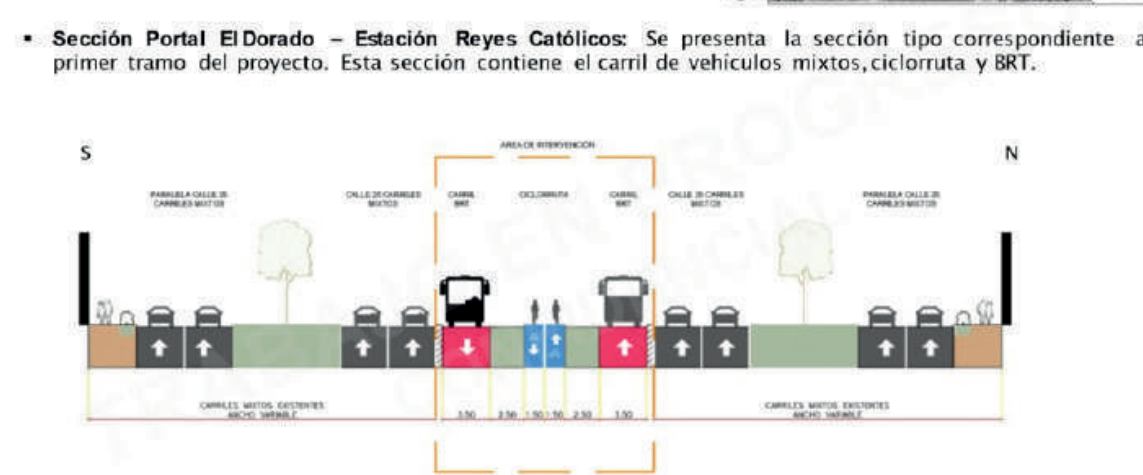 ▪ Sección Portal El Dorado – Estación Reyes Católicos: Se presenta la sección tipo correspondiente a
primer tramo del proyecto. Esta sección contiene el carril de vehículos mixtos, ciclorruta y BRT.
AREA DE INTERVENCIÓN
S
N
PARALELA CALLE 26
CARRILES MIXTOS
CALLE 26 CARRILES
MIXTOS
CARRIL
BRT
CICLORRUTA
CARRIL
BRT
CALLE 26 CARRILES
MIXTOS
PARALELA CALLE 26
CARRILES MIXTOS
CARRILES MIXTOS EXISTENTES
ANCHO VARIABLE
3.50
2.50
1.50
1.50
2.50
3.50
CARRILES MIXTOS EXISTENTES
ANCHO VARIABLE